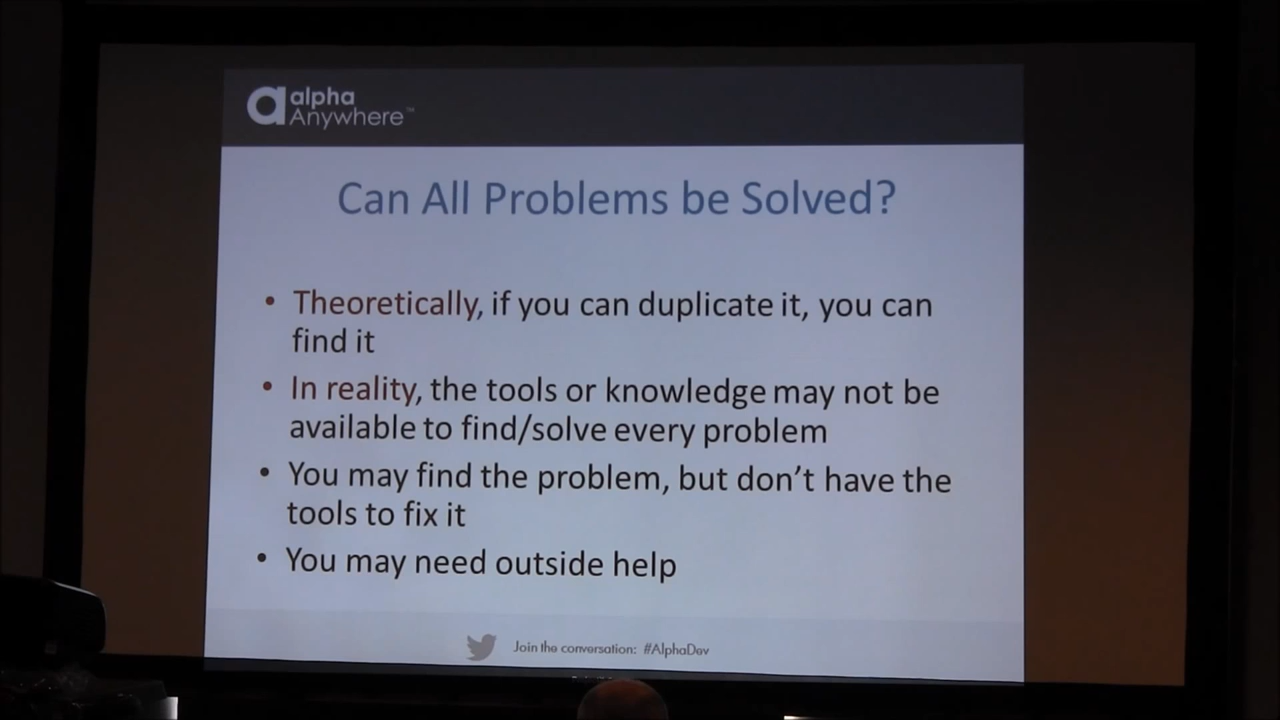 alpha
Anywhere™
Can All Problems be Solved?
• Theoretically, if you can duplicate it, you can
find it
• In reality, the tools or knowledge may not be
available to find/solve every problem
• You may find the problem, but don’t have the
tools to fix it
• You may need outside help
Join the conversation: #AlphaDev